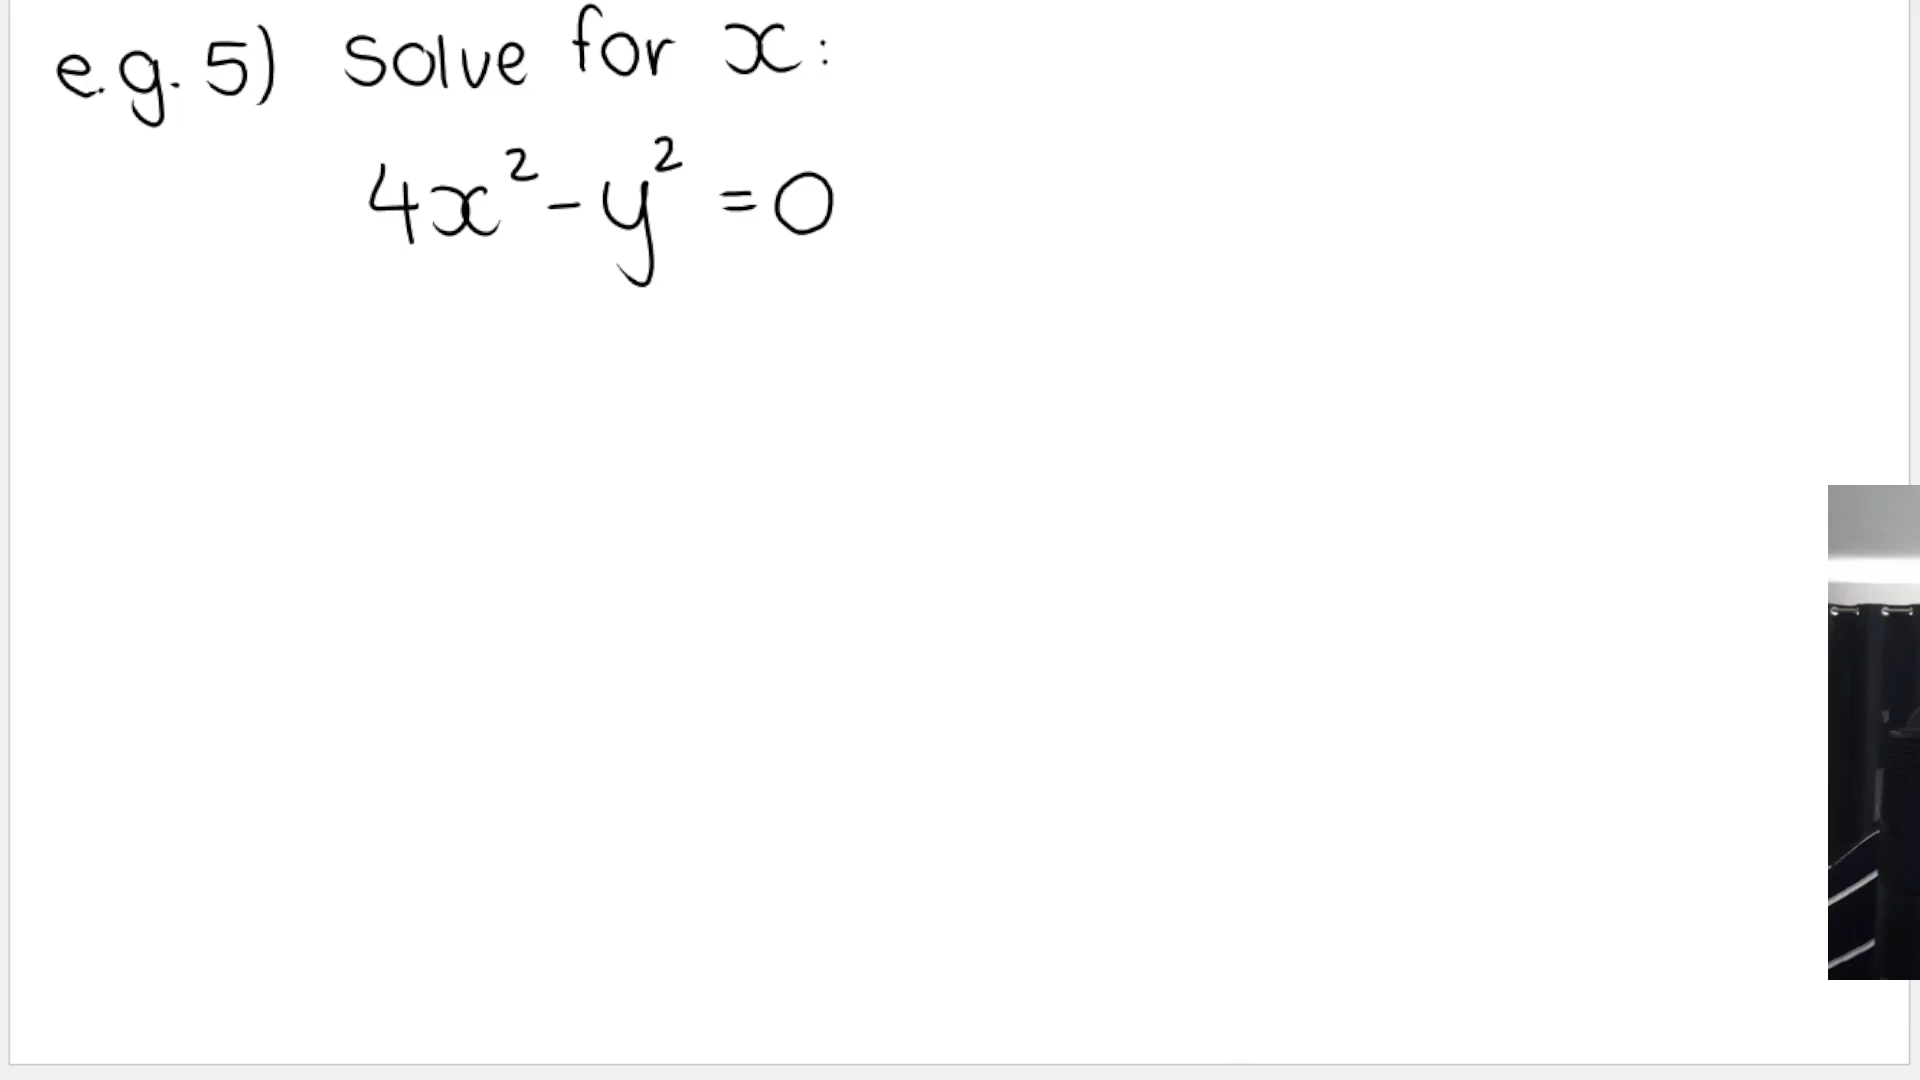 e.g. 5) Solve for x:
4x² - y² = 0